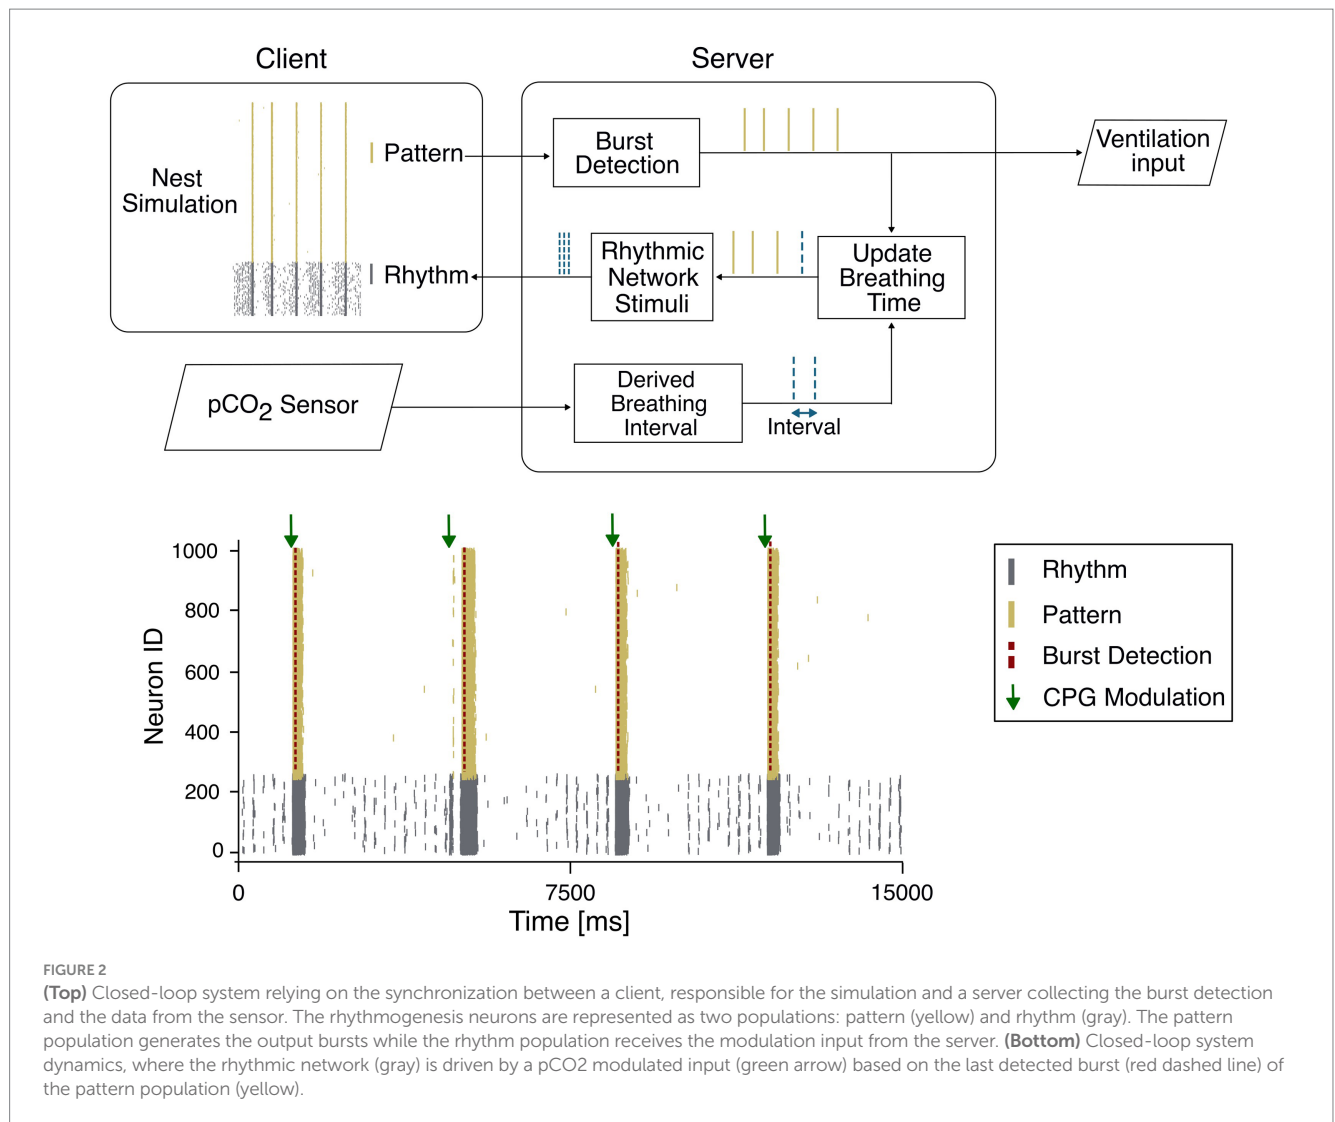 Client
Server
Nest
Simulation
Pattern
Rhythm
Burst
Detection
Ventilation
input
Rhythmic
Network
Stimuli
Update
Breathing
Time
pCO2 Sensor
Derived
Breathing
Interval
Interval
1000
800
600
400
200
0
Neuron ID
0
7500
15000
Time [ms]
Rhythm
Pattern
Burst Detection
CPG Modulation
FIGURE 2
(Top) Closed-loop system relying on the synchronization between a client, responsible for the simulation and a server collecting the burst detection
and the data from the sensor. The rhythmogenesis neurons are represented as two populations: pattern (yellow) and rhythm (gray). The pattern
population generates the output bursts while the rhythm population receives the modulation input from the server. (Bottom) Closed-loop system
dynamics, where the rhythmic network (gray) is driven by a pCO2 modulated input (green arrow) based on the last detected burst (red dashed line) of
the pattern population (yellow).